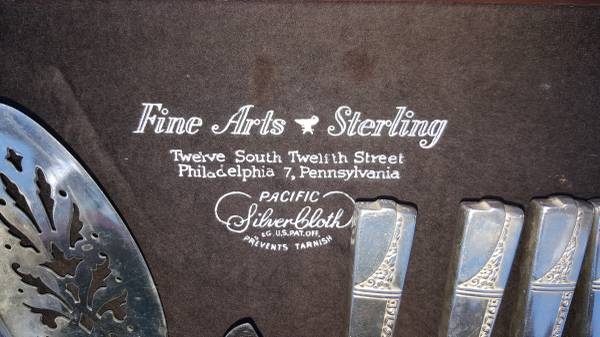 Fine Arts Sterling
Twelve South Twelfth Street
Philadelphia 7, Pennsylvania
PACIFIC
Silver Cloth
REG. U.S. PAT. OFF.
PREVENTS TARNISH